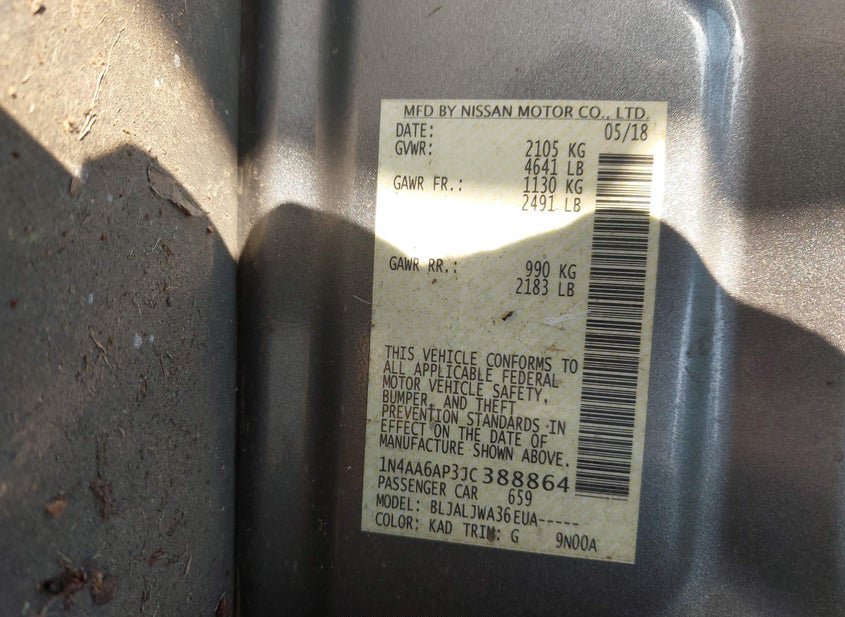 MFD BY NISSAN MOTOR CO., LTD.
DATE: 05/18
GVWR: 2105 KG
4641 LB
GAWR FR.: 1130 KG
2491 LB
GAWR RR.: 990 KG
2183 LB
THIS VEHICLE CONFORMS TO
ALL APPLICABLE FEDERAL
MOTOR VEHICLE SAFETY,
BUMPER, AND THEFT
PREVENTION STANDARDS IN
EFFECT ON THE DATE OF
MANUFACTURE SHOWN ABOVE.
1N4AA6AP3JC388864
PASSENGER CAR 659
MODEL: BLJALJWA36EUA-----
COLOR: KAD TRIM: G 9N00A